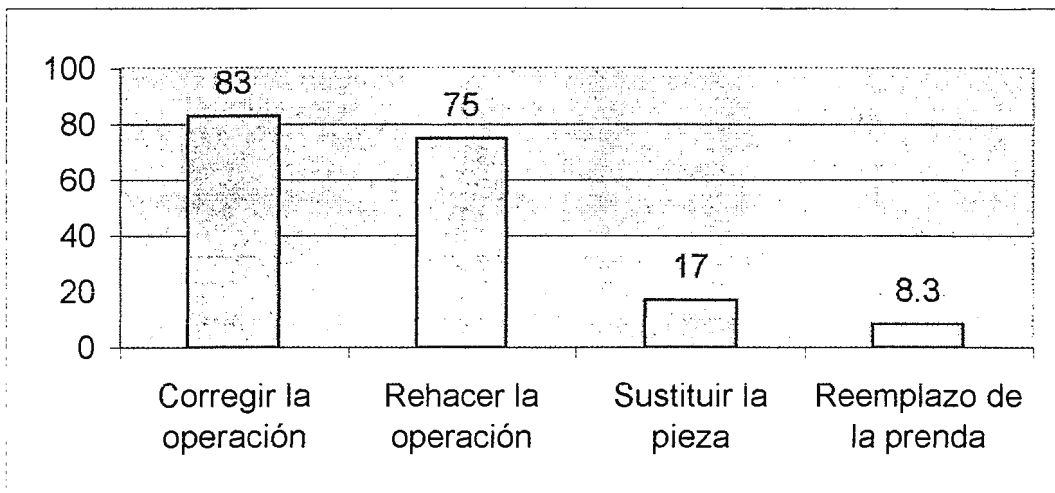 100
83
80
75
60
40
20
17
8.3
0
Corregir la operación
Rehacer la operación
Sustituir la pieza
Reemplazo de la prenda